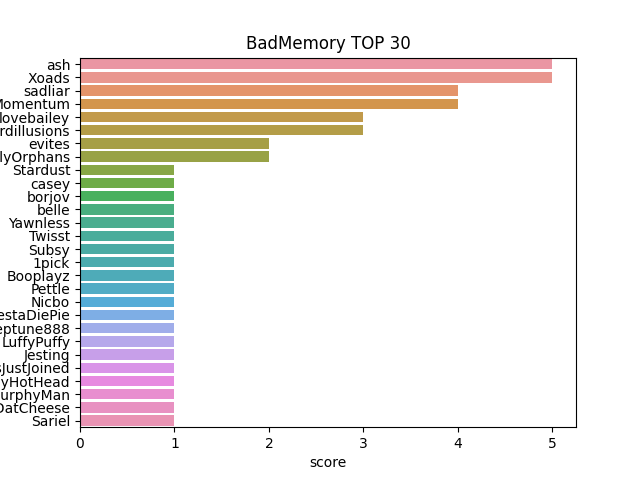 BadMemory TOP 30
ash
Xoads
sadliar
Momentum
lovebailey
rdillusions
evites
lyOrphans
Stardust
casey
borjov
belle
Yawnless
Twisst
Subsy
1pick
Booplayz
Pettle
Nicbo
estaDiePie
eptune888
LuffyPuffy
Jesting
sJustJoined
yHotHead
urphyMan
DatCheese
Sariel
0 1 2 3 4 5
score